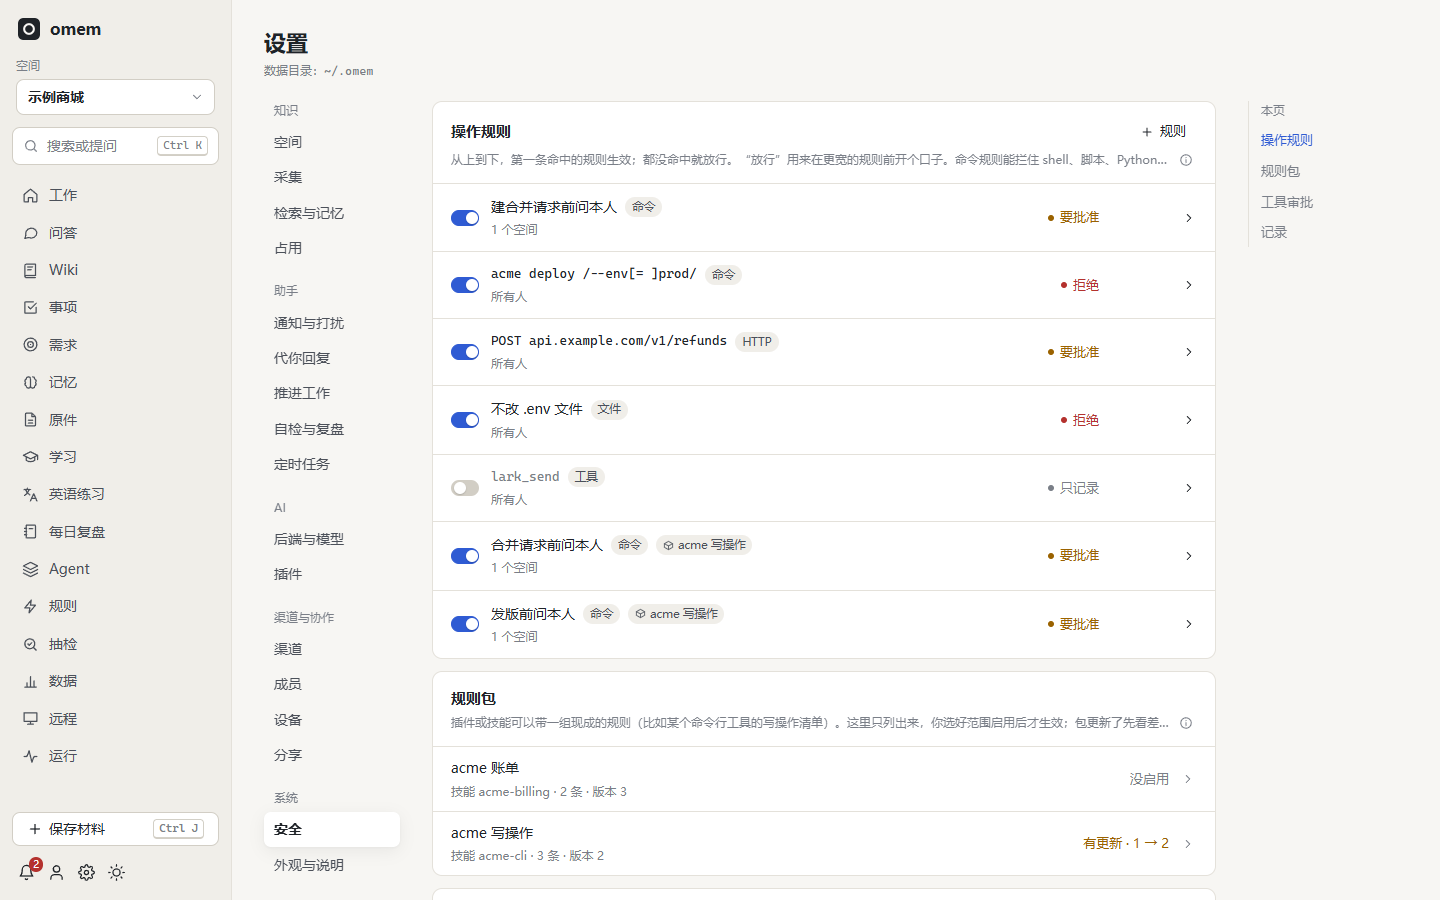 omem
空间
示例商城
搜索或提问 Ctrl K
工作
问答
Wiki
事项
需求
记忆
原件
学习
英语练习
每日复盘
Agent
规则
抽检
数据
远程
运行
+ 保存材料 Ctrl J
2
设置
数据目录: ~/.omem
知识
空间
采集
检索与记忆
占用
助手
通知与打扰
代你回复
推进工作
自检与复盘
定时任务
AI
后端与模型
插件
渠道与协作
渠道
成员
设备
分享
系统
安全
外观与说明
操作规则 + 规则
从上到下，第一条命中的规则生效；都没命中就放行。“放行”用来在更宽的规则前开个口子。命令规则能拦住 shell、脚本、Python...
建合并请求前问本人 命令
1 个空间
要批准
acme deploy /--env[= ]prod/ 命令
所有人
拒绝
POST api.example.com/v1/refunds HTTP
所有人
要批准
不改 .env 文件 文件
所有人
拒绝
lark_send 工具
所有人
只记录
合并请求前问本人 命令 acme 写操作
1 个空间
要批准
发版前问本人 命令 acme 写操作
1 个空间
要批准
规则包
插件或技能可以带一组现成的规则（比如某个命令行工具的写操作清单）。这里只列出来，你选好范围启用后才生效；包更新了先看差...
acme 账单
技能 acme-billing · 2 条 · 版本 3
没启用
acme 写操作
技能 acme-cli · 3 条 · 版本 2
有更新 · 1 → 2
本页
操作规则
规则包
工具审批
记录